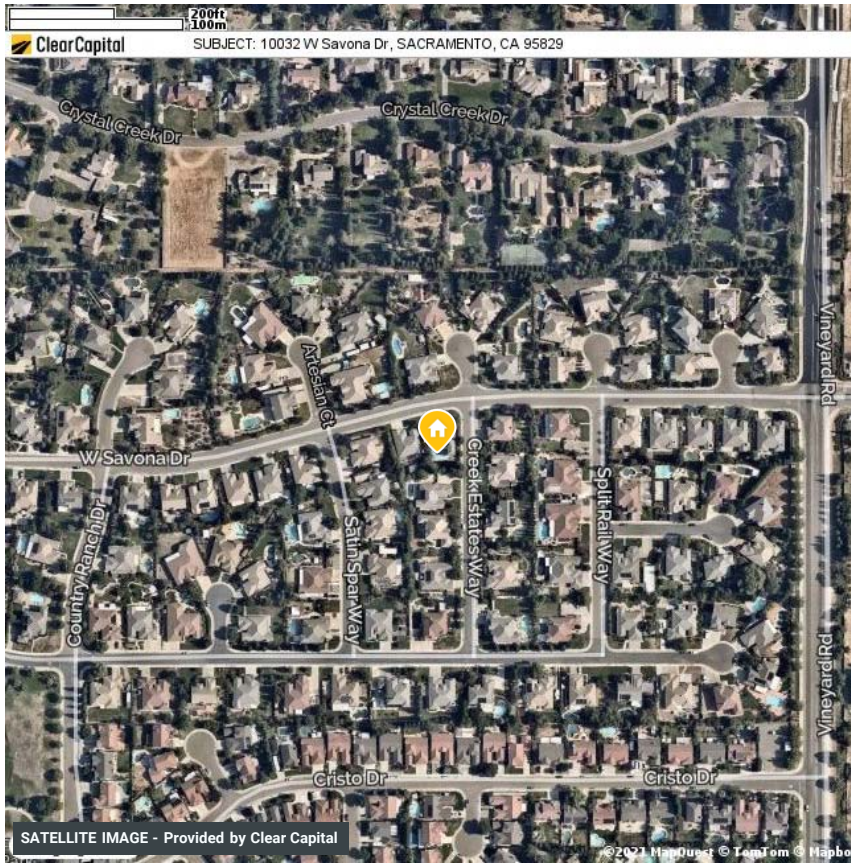 200ft
100m
ClearCapital
SUBJECT: 10032 W Savona Dr, SACRAMENTO, CA 95829
Crystal Creek Dr
Crystal Creek Dr
Vineyard Rd
Artesian Ct
W Savona Dr
Creek Estates Way
Split Rail Way
Country Ranch Dr
Satin Spar Way
Vineyard Rd
Cristo Dr
Cristo Dr
SATELLITE IMAGE - Provided by Clear Capital
©2021 MapQuest © TomTom © Mapbo